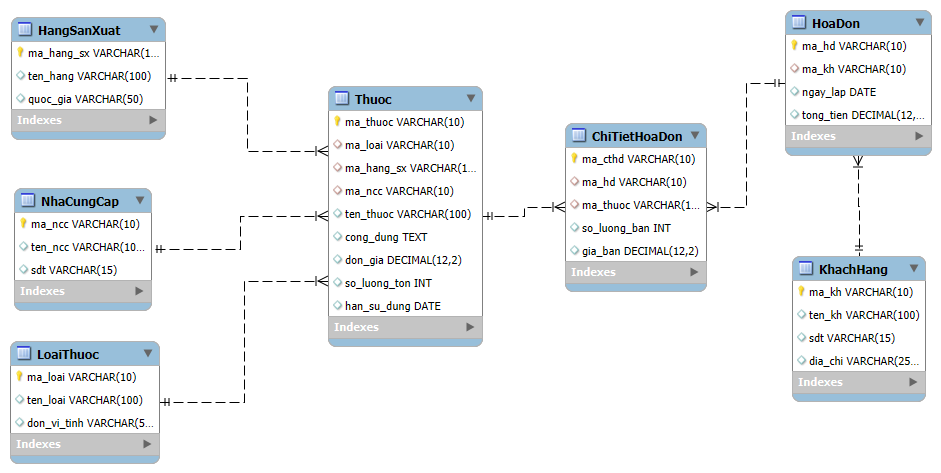 HangSanXuat
ma_hang_sx VARCHAR(1...
ten_hang VARCHAR(100)
quoc_gia VARCHAR(50)
Indexes
NhaCungCap
ma_ncc VARCHAR(10)
ten_ncc VARCHAR(10...
sdt VARCHAR(15)
Indexes
LoaiThuoc
ma_loai VARCHAR(10)
ten_loai VARCHAR(100)
don_vi_tinh VARCHAR(5...
Indexes
Thuoc
ma_thuoc VARCHAR(10)
ma_loai VARCHAR(10)
ma_hang_sx VARCHAR(1...
ma_ncc VARCHAR(10)
ten_thuoc VARCHAR(100)
cong_dung TEXT
don_gia DECIMAL(12,2)
so_luong_ton INT
han_su_dung DATE
Indexes
ChiTietHoaDon
ma_cthd VARCHAR(10)
ma_hd VARCHAR(10)
ma_thuoc VARCHAR(1...
so_luong_ban INT
gia_ban DECIMAL(12,2)
Indexes
HoaDon
ma_hd VARCHAR(10)
ma_kh VARCHAR(10)
ngay_lap DATE
tong_tien DECIMAL(12,...
Indexes
KhachHang
ma_kh VARCHAR(10)
ten_kh VARCHAR(100)
sdt VARCHAR(15)
dia_chi VARCHAR(25...
Indexes